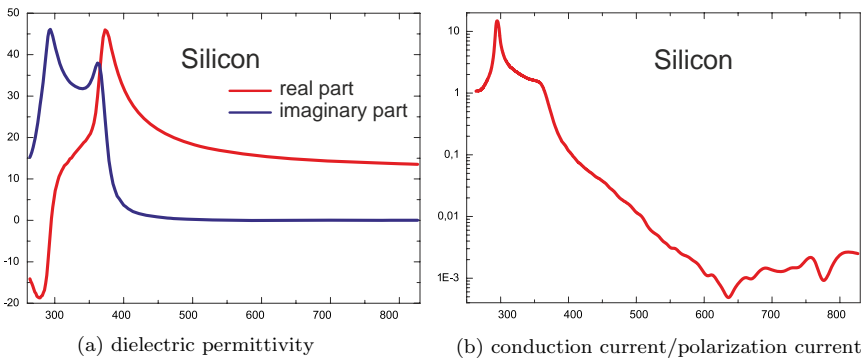 50
40
30
20
10
0
-10
-20
300 400 500 600 700 800
Silicon
real part
imaginary part
(a) dielectric permittivity
10
1
0,1
0,01
1E-3
300 400 500 600 700 800
Silicon
(b) conduction current/polarization current